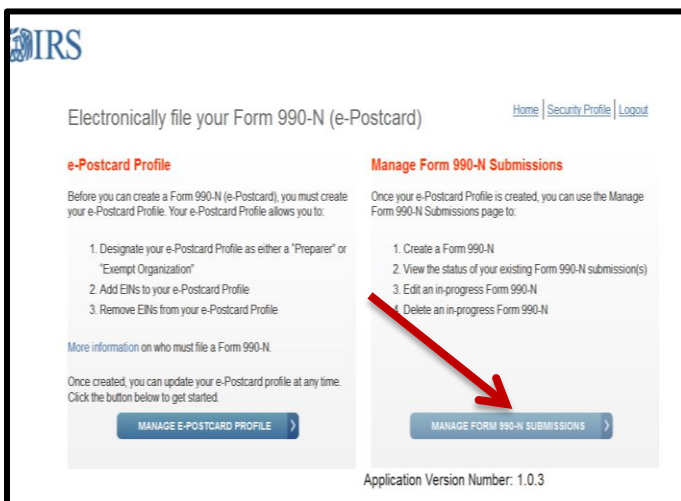 IRS
Electronically file your Form 990-N (e-Postcard)
Home | Security Profile | Logout
e-Postcard Profile
Before you can create a Form 990-N (e-Postcard), you must create
your e-Postcard Profile. Your e-Postcard Profile allows you to:
1. Designate your e-Postcard Profile as either a "Preparer" or
"Exempt Organization"
2. Add EINs to your e-Postcard Profile
3. Remove EINs from your e-Postcard Profile
More information on who must file a Form 990-N.
Once created, you can update your e-Postcard profile at any time.
Click the button below to get started.
MANAGE E-POSTCARD PROFILE
Manage Form 990-N Submissions
Once your e-Postcard Profile is created, you can use the Manage
Form 990-N Submissions page to:
1. Create a Form 990-N
2. View the status of your existing Form 990-N submission(s)
3. Edit an in-progress Form 990-N
4. Delete an in-progress Form 990-N
MANAGE FORM 990-N SUBMISSIONS
Application Version Number: 1.0.3